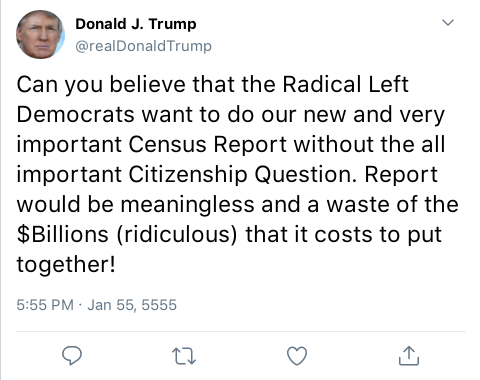 Donald J. Trump
@realDonaldTrump
Can you believe that the Radical Left
Democrats want to do our new and very
important Census Report without the all
important Citizenship Question. Report
would be meaningless and a waste of the
$Billions (ridiculous) that it costs to put
together!
5:55 PM · Jan 55, 5555